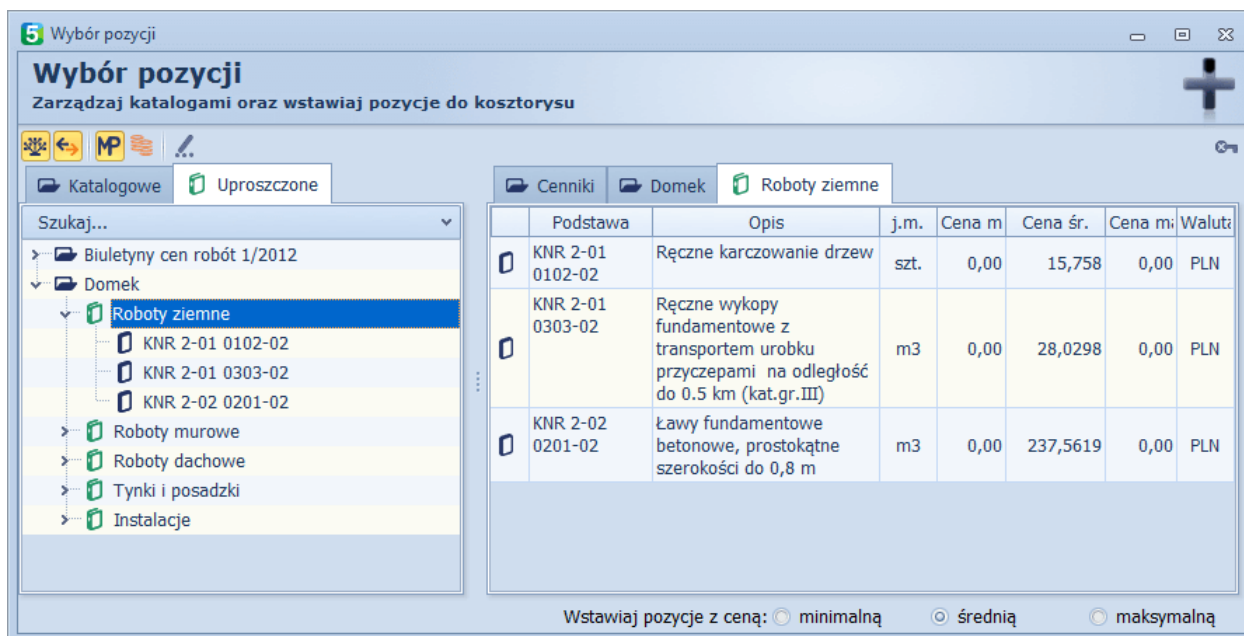 5 Wybór pozycji
Wybór pozycji
Zarządzaj katalogami oraz wstawiaj pozycje do kosztorysu
MP
Katalogowe Uproszczone
Szukaj...
Biuletyny cen robót 1/2012
Domek
Roboty ziemne
KNR 2-01 0102-02
KNR 2-01 0303-02
KNR 2-02 0201-02
Roboty murowe
Roboty dachowe
Tynki i posadzki
Instalacje
Cenniki Domek Roboty ziemne
Podstawa Opis j.m. Cena m Cena śr. Cena ma Waluta
KNR 2-01 Ręczne karczowanie drzew szt. 0,00 15,758 0,00 PLN
0102-02
KNR 2-01 Ręczne wykopy
0303-02 fundamentowe z
transportem urobku m3 0,00 28,0298 0,00 PLN
przyczepami na odległość
do 0.5 km (kat.gr.III)
KNR 2-02 Ławy fundamentowe
0201-02 betonowe, prostokątne m3 0,00 237,5619 0,00 PLN
szerokości do 0,8 m
Wstawiaj pozycje z ceną: minimalną średnią maksymalną